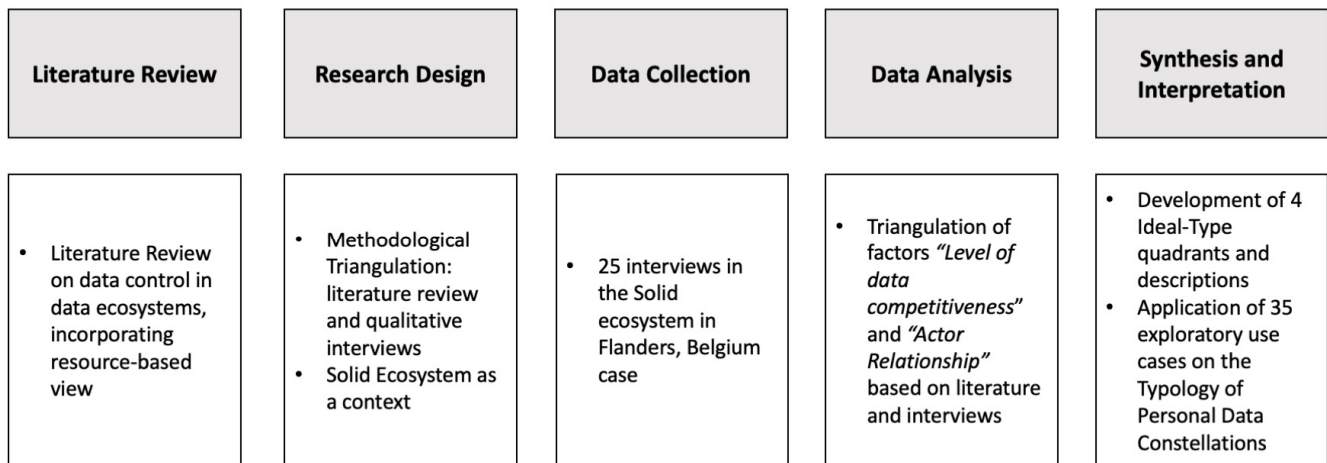 Literature Review
Research Design
Data Collection
Data Analysis
Synthesis and
Interpretation
• Literature Review
on data control in
data ecosystems,
incorporating
resource-based
view
• Methodological
Triangulation:
literature review
and qualitative
interviews
• Solid Ecosystem as
a context
• 25 interviews in
the Solid
ecosystem in
Flanders, Belgium
case
• Triangulation of
factors “Level of
data
competitiveness”
and “Actor
Relationship”
based on literature
and interviews
• Development of 4
Ideal-Type
quadrants and
descriptions
• Application of 35
exploratory use
cases on the
Typology of
Personal Data
Constellations